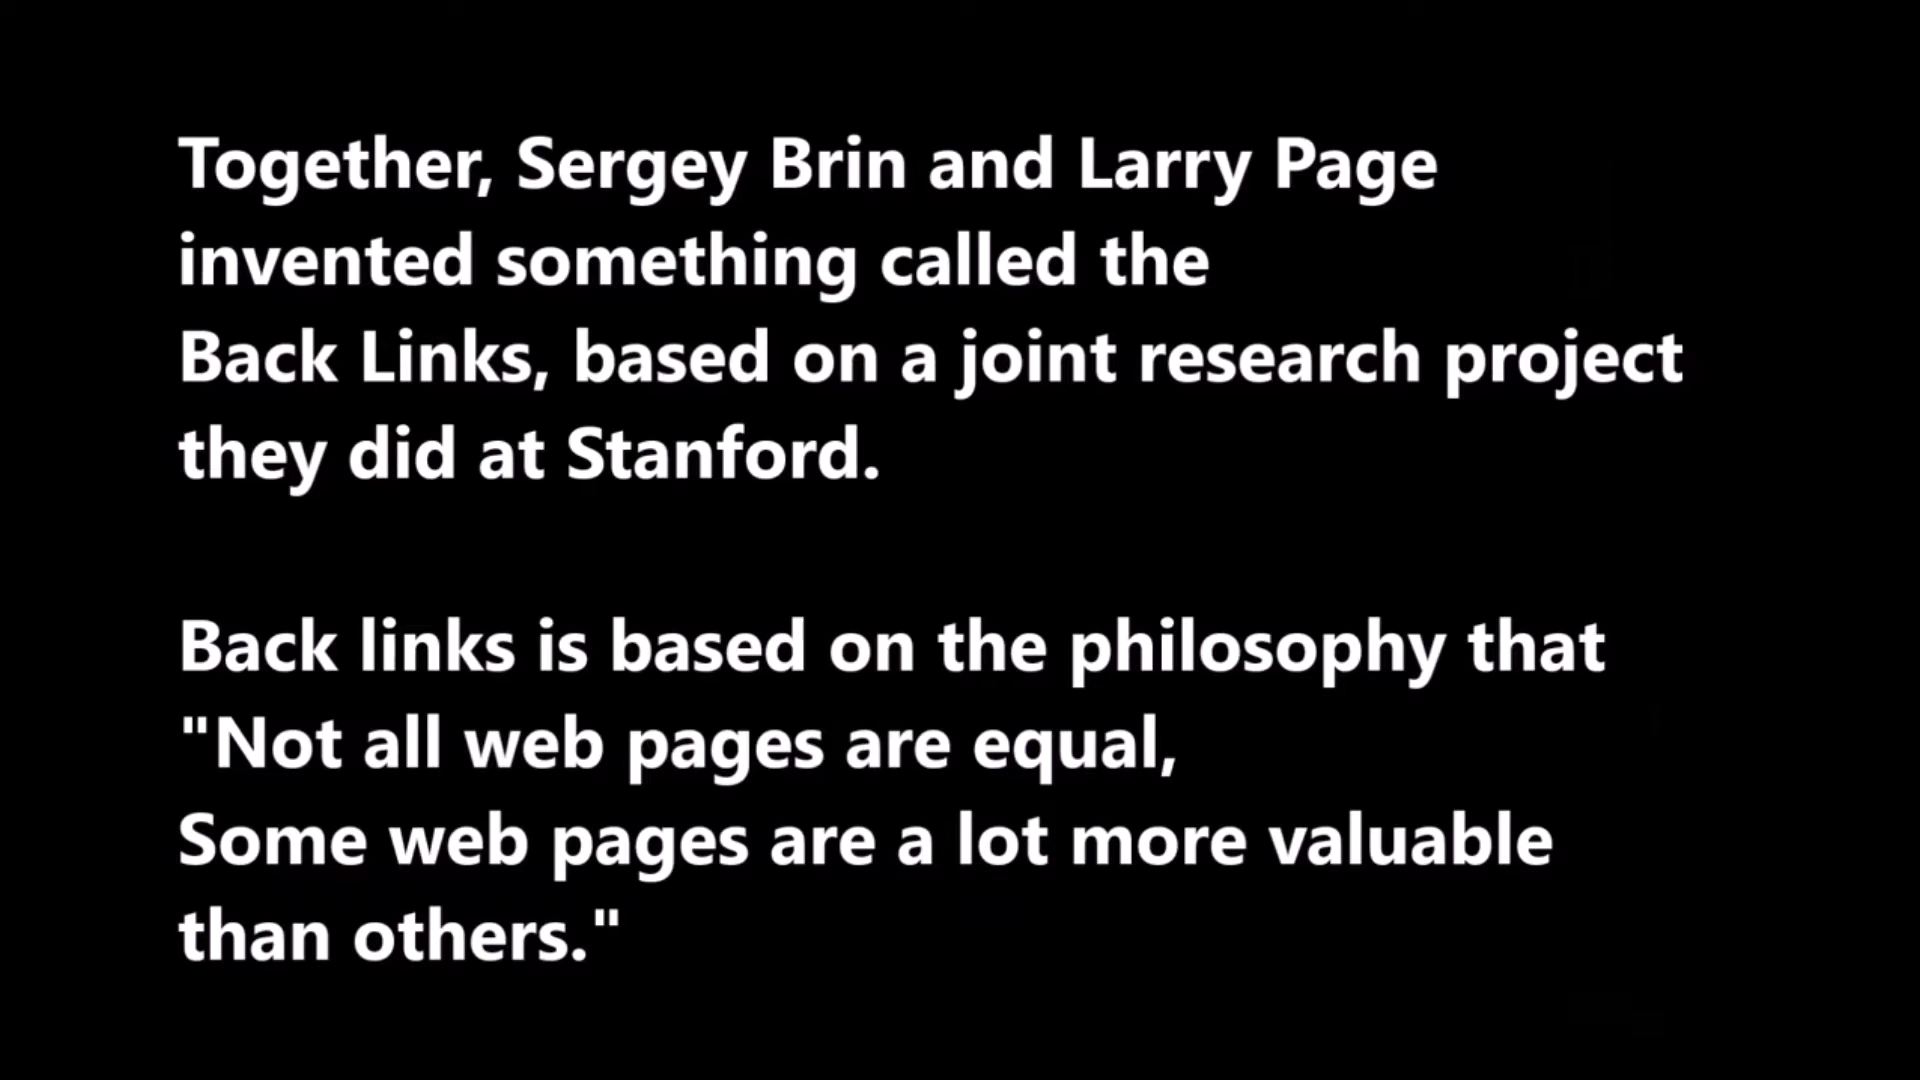 Together, Sergey Brin and Larry Page
invented something called the
Back Links, based on a joint research project
they did at Stanford.
Back links is based on the philosophy that
"Not all web pages are equal,
Some web pages are a lot more valuable
than others."